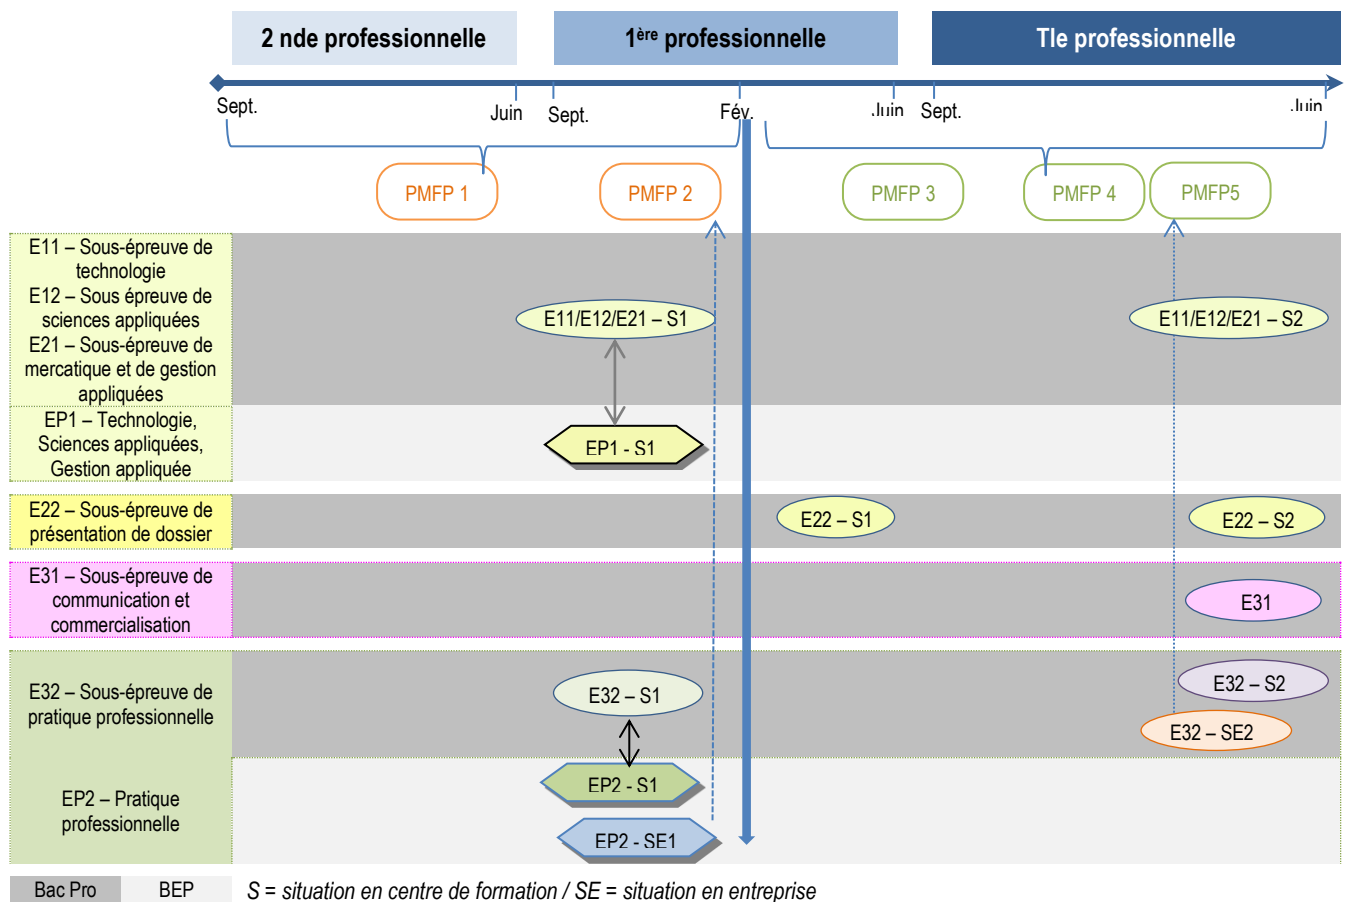 2 nde professionnelle
1ère professionnelle
Tle professionnelle
Sept.
Juin
Sept.
Fév.
Juin
Sept.
Juin
PMFP 1
PMFP 2
PMFP 3
PMFP 4
PMFP5
E11 – Sous-épreuve de
technologie
E12 – Sous épreuve de
sciences appliquées
E21 – Sous-épreuve de
mercatique et de gestion
appliquées
E11/E12/E21 – S1
E11/E12/E21 – S2
EP1 – Technologie,
Sciences appliquées,
Gestion appliquée
EP1 - S1
E22 – Sous-épreuve de
présentation de dossier
E22 – S1
E22 – S2
E31 – Sous-épreuve de
communication et
commercialisation
E31
E32 – Sous-épreuve de
pratique professionnelle
E32 – S1
E32 – S2
E32 – SE2
EP2 – Pratique
professionnelle
EP2 - S1
EP2 - SE1
Bac Pro
BEP
S = situation en centre de formation / SE = situation en entreprise